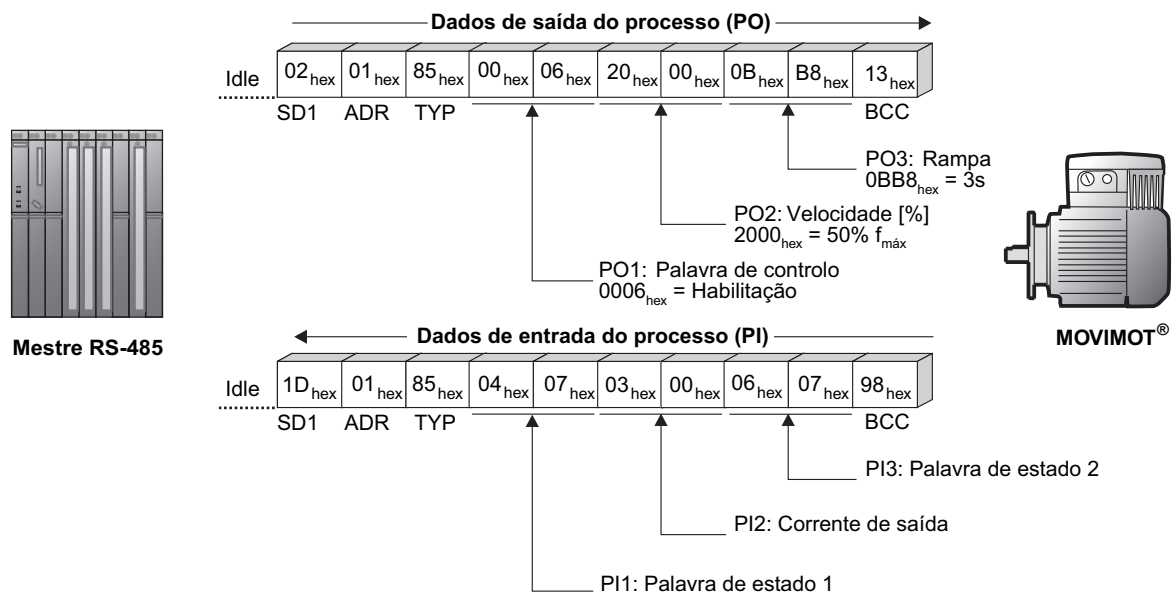 Dados de saída do processo (PO)
Idle 02hex 01hex 85hex 00hex 06hex 20hex 00hex 0Bhex B8hex 13hex
SD1 ADR TYP BCC
PO3: Rampa
0BB8hex = 3s
PO2: Velocidade [%]
2000hex = 50% fmáx
PO1: Palavra de controlo
0006hex = Habilitação
Mestre RS-485
MOVIMOT®
Dados de entrada do processo (PI)
Idle 1Dhex 01hex 85hex 04hex 07hex 03hex 00hex 06hex 07hex 98hex
SD1 ADR TYP BCC
PI3: Palavra de estado 2
PI2: Corrente de saída
PI1: Palavra de estado 1